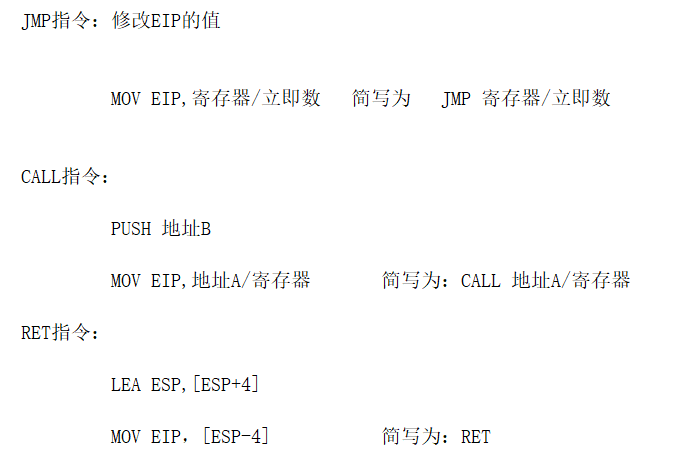 JMP指令：修改EIP的值
MOV EIP,寄存器/立即数 简写为 JMP 寄存器/立即数
CALL指令：
PUSH 地址B
MOV EIP,地址A/寄存器 简写为：CALL 地址A/寄存器
RET指令：
LEA ESP,[ESP+4]
MOV EIP，[ESP-4] 简写为：RET